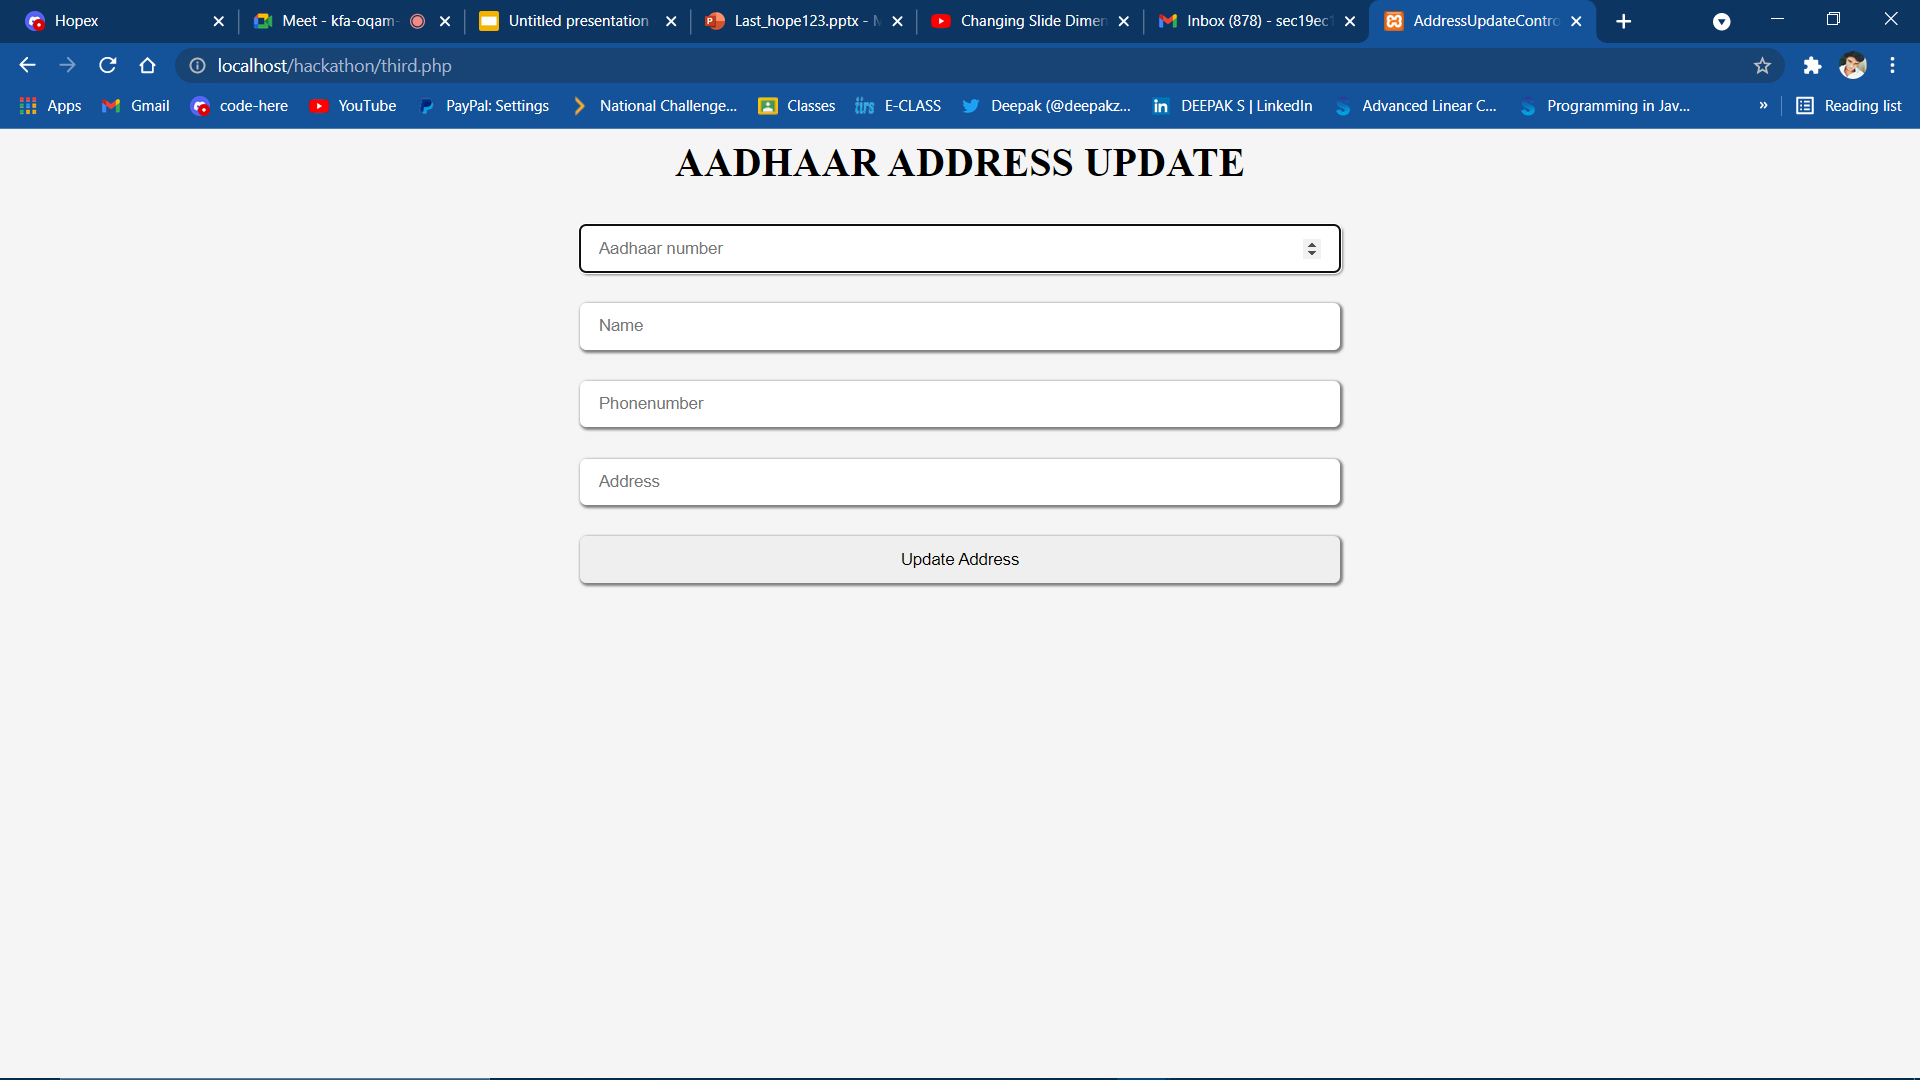 Hopex
Meet - kfa-oqam-
Untitled presentation
Last_hope123.pptx -
Changing Slide Dimen
Inbox (878) - sec19ec1
AddressUpdateContro
localhost/hackathon/third.php
Apps
Gmail
code-here
YouTube
PayPal: Settings
National Challenge...
Classes
E-CLASS
Deepak (@deepakz...
DEEPAK S | LinkedIn
Advanced Linear C...
Programming in Jav...
»
Reading list
AADHAAR ADDRESS UPDATE
Aadhaar number
Name
Phonenumber
Address
Update Address